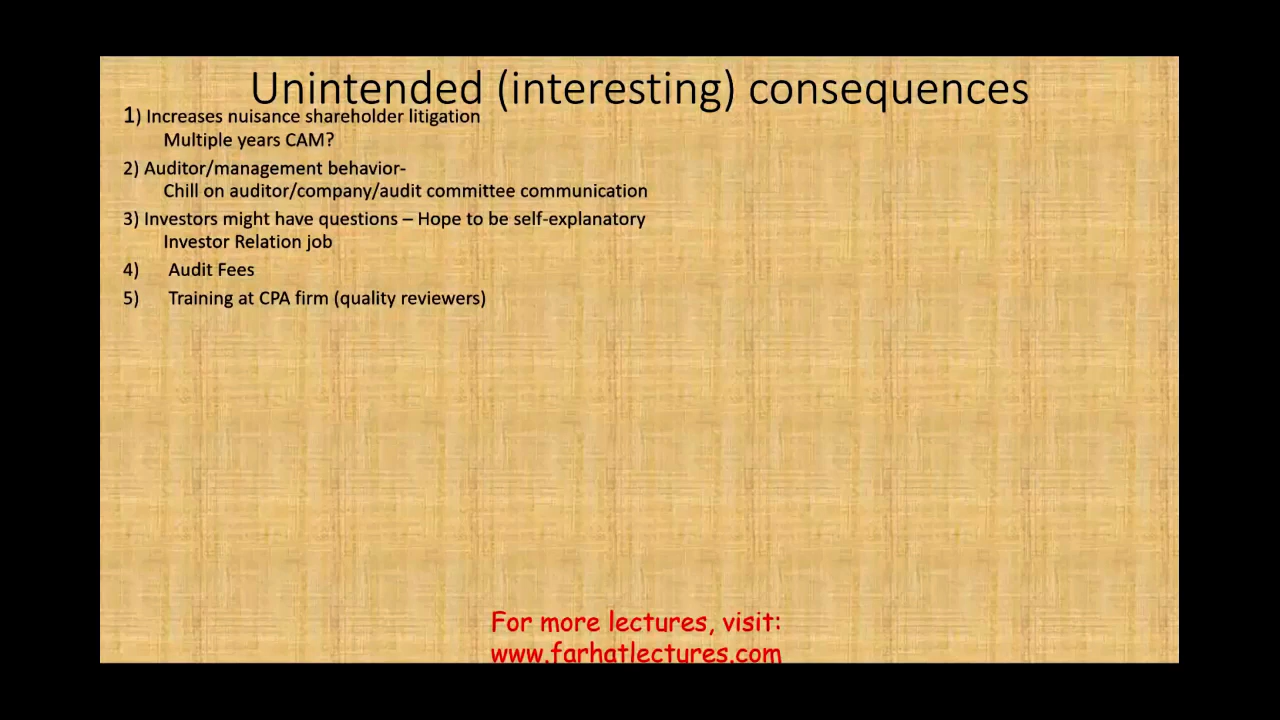 Unintended (interesting) consequences
1) Increases nuisance shareholder litigation
Multiple years CAM?
2) Auditor/management behavior-
Chill on auditor/company/audit committee communication
3) Investors might have questions – Hope to be self-explanatory
Investor Relation job
4) Audit Fees
5) Training at CPA firm (quality reviewers)
For more lectures, visit:
www.farhatlectures.com